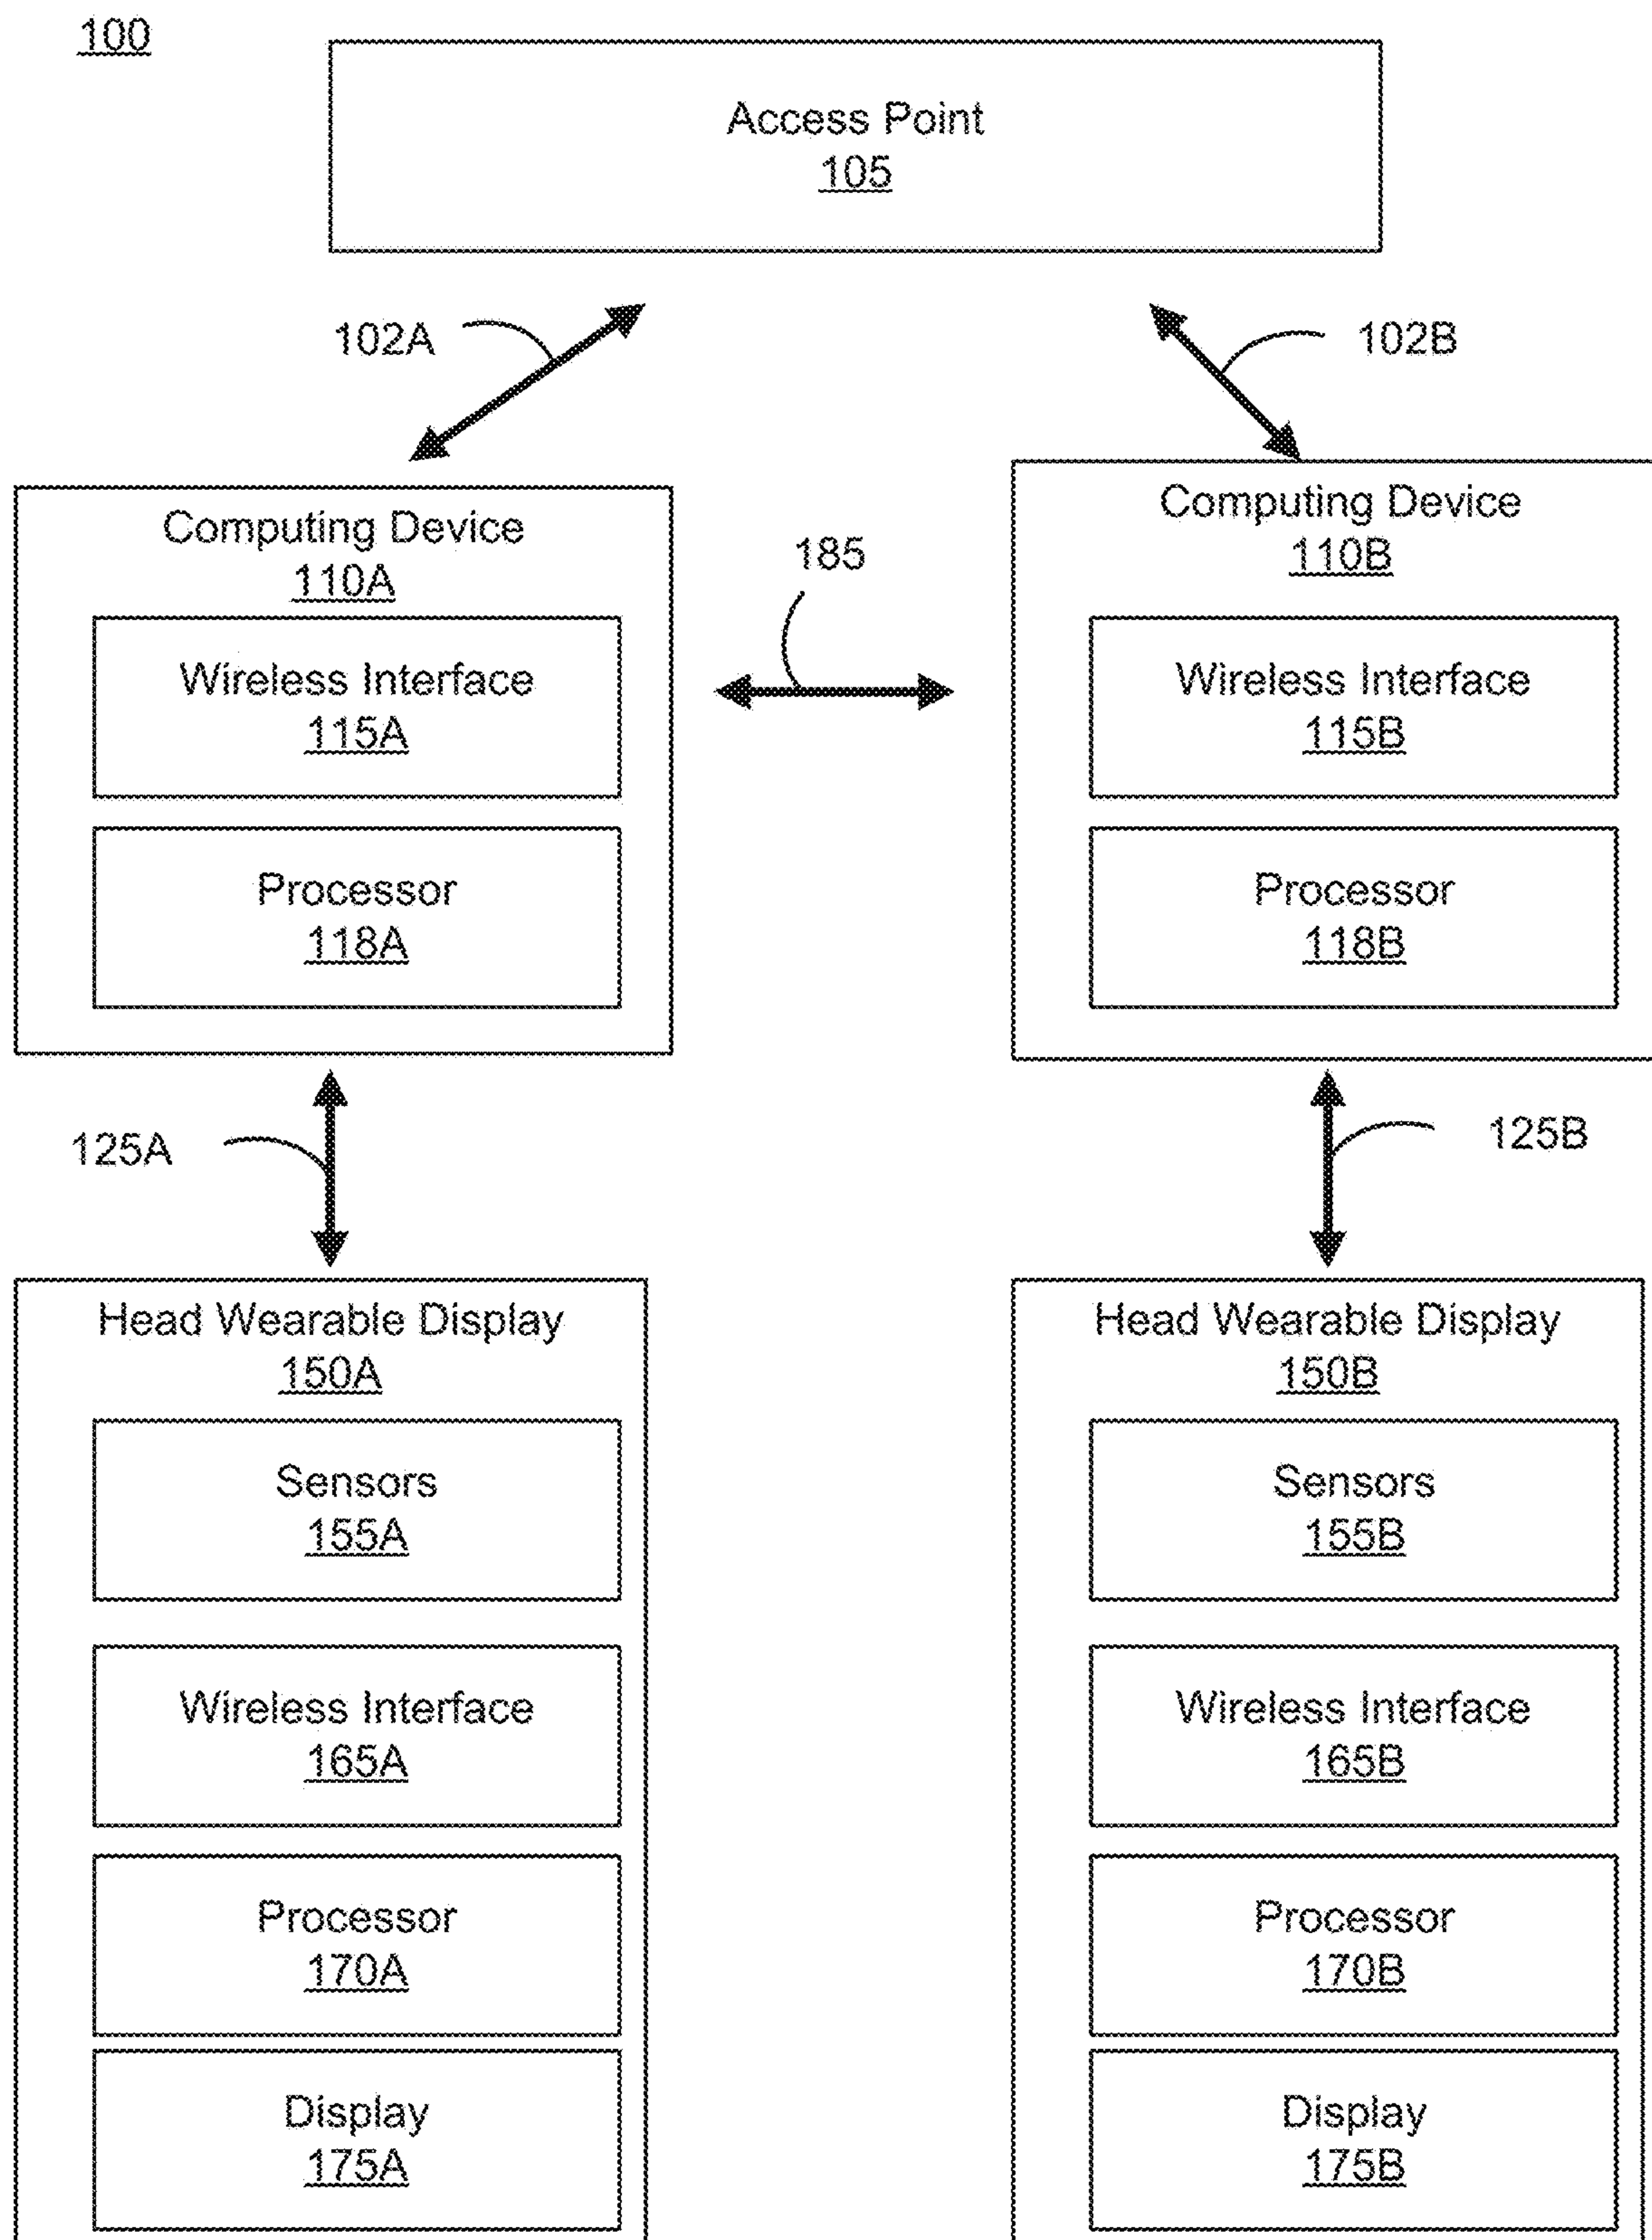 100
Access Point
105
102A
102B
Computing Device
110A
Wireless Interface
115A
Processor
118A
185
Computing Device
110B
Wireless Interface
115B
Processor
118B
125A
125B
Head Wearable Display
150A
Sensors
155A
Wireless Interface
165A
Processor
170A
Display
175A
Head Wearable Display
150B
Sensors
155B
Wireless Interface
165B
Processor
170B
Display
175B